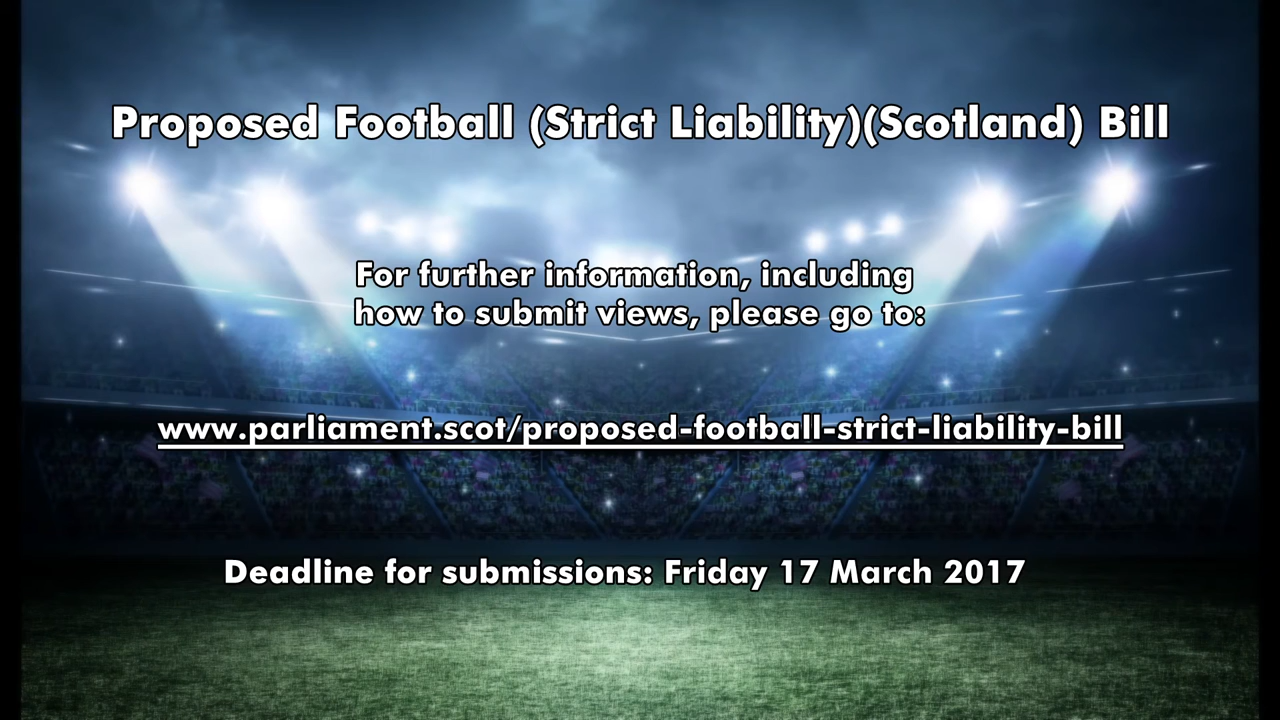 Proposed Football (Strict Liability)(Scotland) Bill
For further information, including
how to submit views, please go to:
www.parliament.scot/proposed-football-strict-liability-bill
Deadline for submissions: Friday 17 March 2017